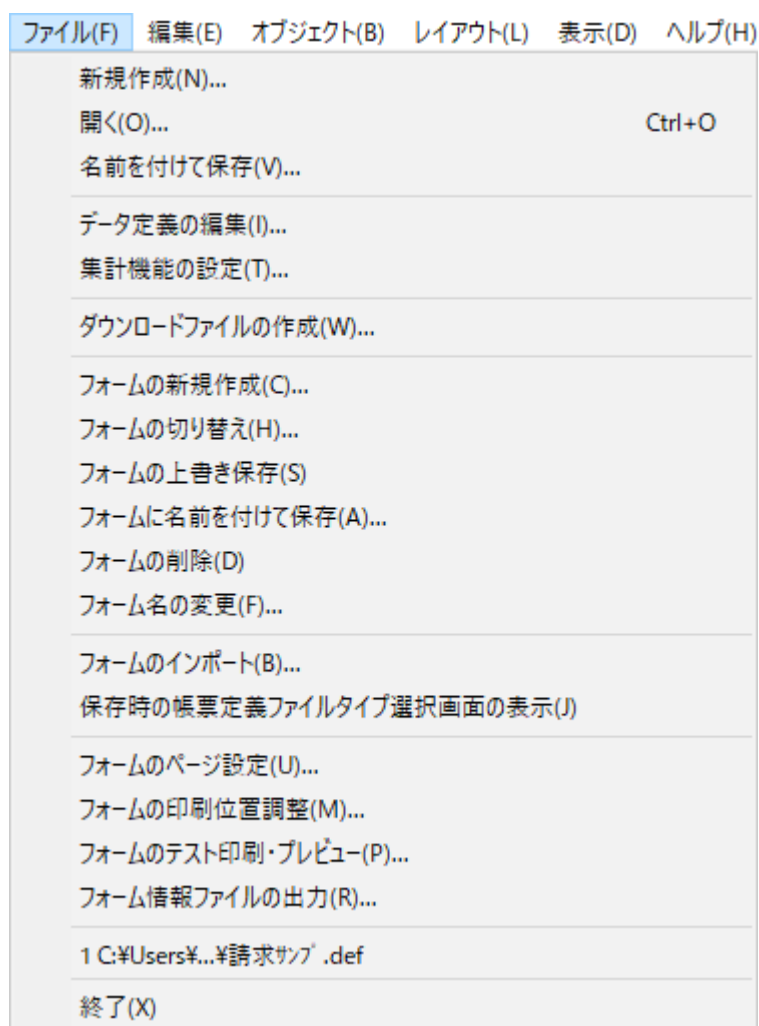 ファイル(F) 編集(E) オブジェクト(B) レイアウト(L) 表示(D) ヘルプ(H)
新規作成(N)...
開く(O)... Ctrl+O
名前を付けて保存(V)...
データ定義の編集(I)...
集計機能の設定(T)...
ダウンロードファイルの作成(W)...
フォームの新規作成(C)...
フォームの切り替え(H)...
フォームの上書き保存(S)
フォームに名前を付けて保存(A)...
フォームの削除(D)
フォーム名の変更(F)...
フォームのインポート(B)...
保存時の帳票定義ファイルタイプ選択画面の表示(J)
フォームのページ設定(U)...
フォームの印刷位置調整(M)...
フォームのテスト印刷・プレビュー(P)...
フォーム情報ファイルの出力(R)...
1 C:¥Users¥...¥請求ｻﾝﾌﾟ.def
終了(X)